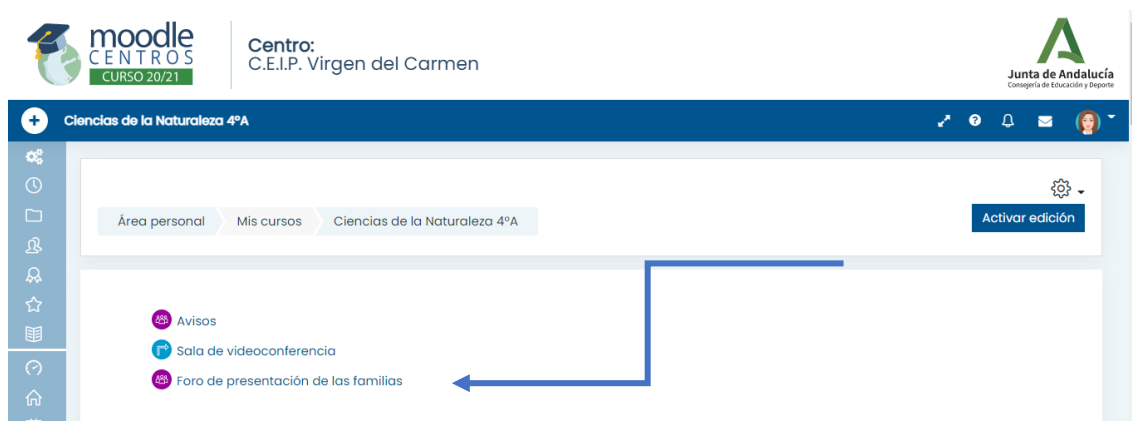 moodle
CENTROS
CURSO 20/21
Centro:
C.E.I.P. Virgen del Carmen
Junta de Andalucía
Consejería de Educación y Deporte
Ciencias de la Naturaleza 4ºA
Área personal
Mis cursos
Ciencias de la Naturaleza 4ºA
Activar edición
Avisos
Sala de videoconferencia
Foro de presentación de las familias